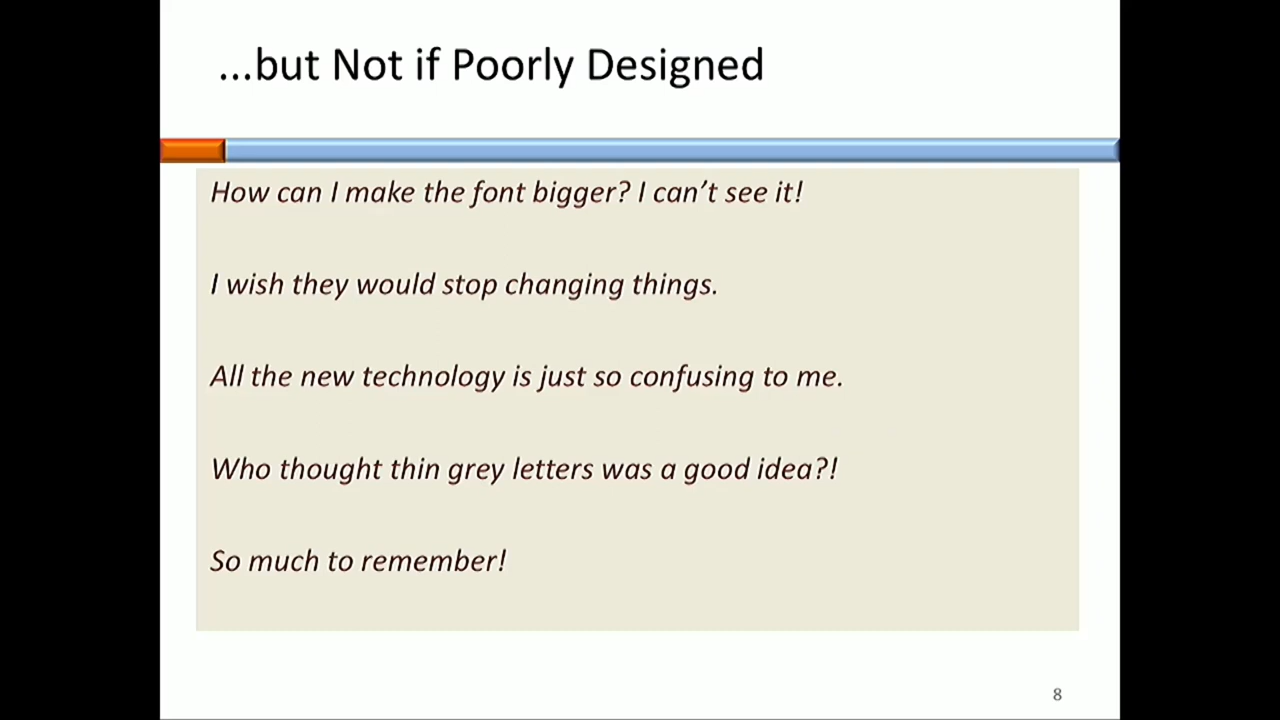 ...but Not if Poorly Designed
How can I make the font bigger? I can’t see it!
I wish they would stop changing things.
All the new technology is just so confusing to me.
Who thought thin grey letters was a good idea?!
So much to remember!
8